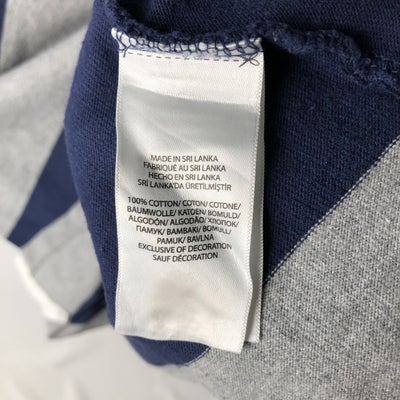 MADE IN SRI LANKA
FABRIQUÉ AU SRI LANKA
HECHO EN SRI LANKA
SRI LANKA'DA ÜRETİLMİŞTİR
100% COTTON/ COTON/ COTONE/
BAUMWOLLE/ KATOEN/ BOMULD/
ALGODÓN/ ALGODÃO/ ХЛОПОК/
ПАМУК/ BAMBAKI/ BOMULL/
PAMUK/ BAVLNA
EXCLUSIVE OF DECORATION
SAUF DÉCORATION